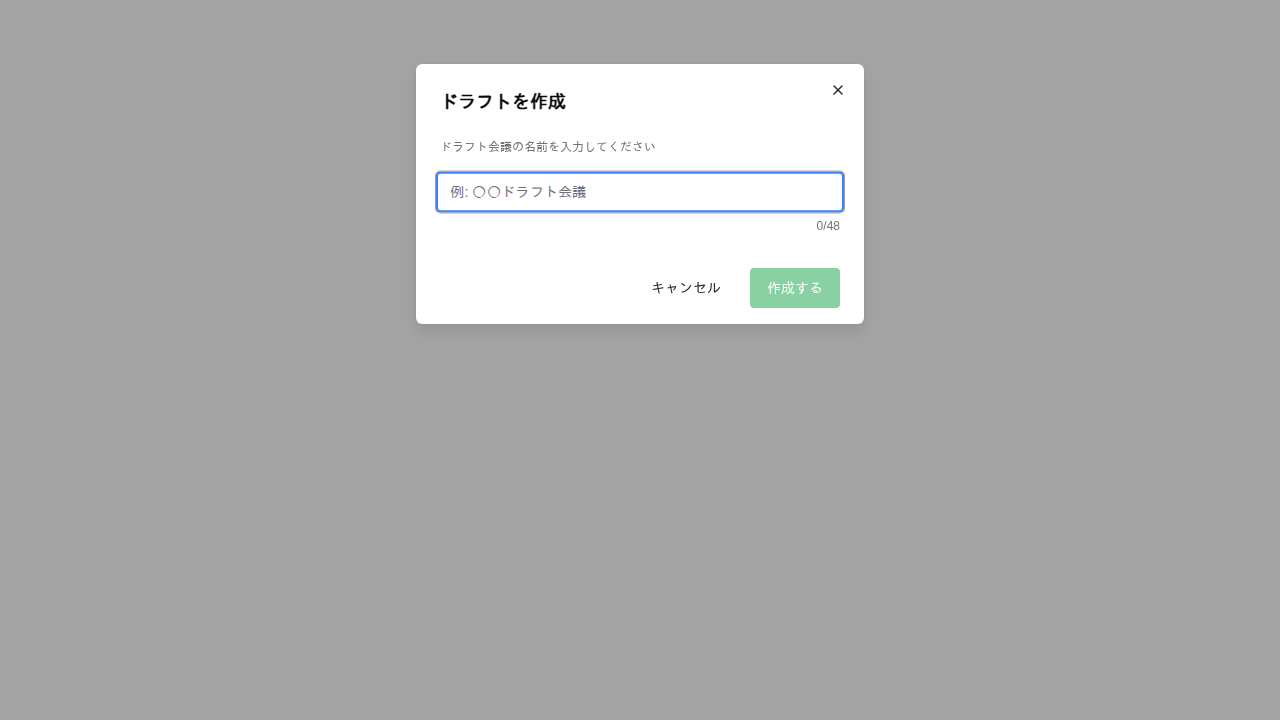 ドラフトを作成
ドラフト会議の名前を入力してください
例: 〇〇ドラフト会議
0/48
キャンセル
作成する